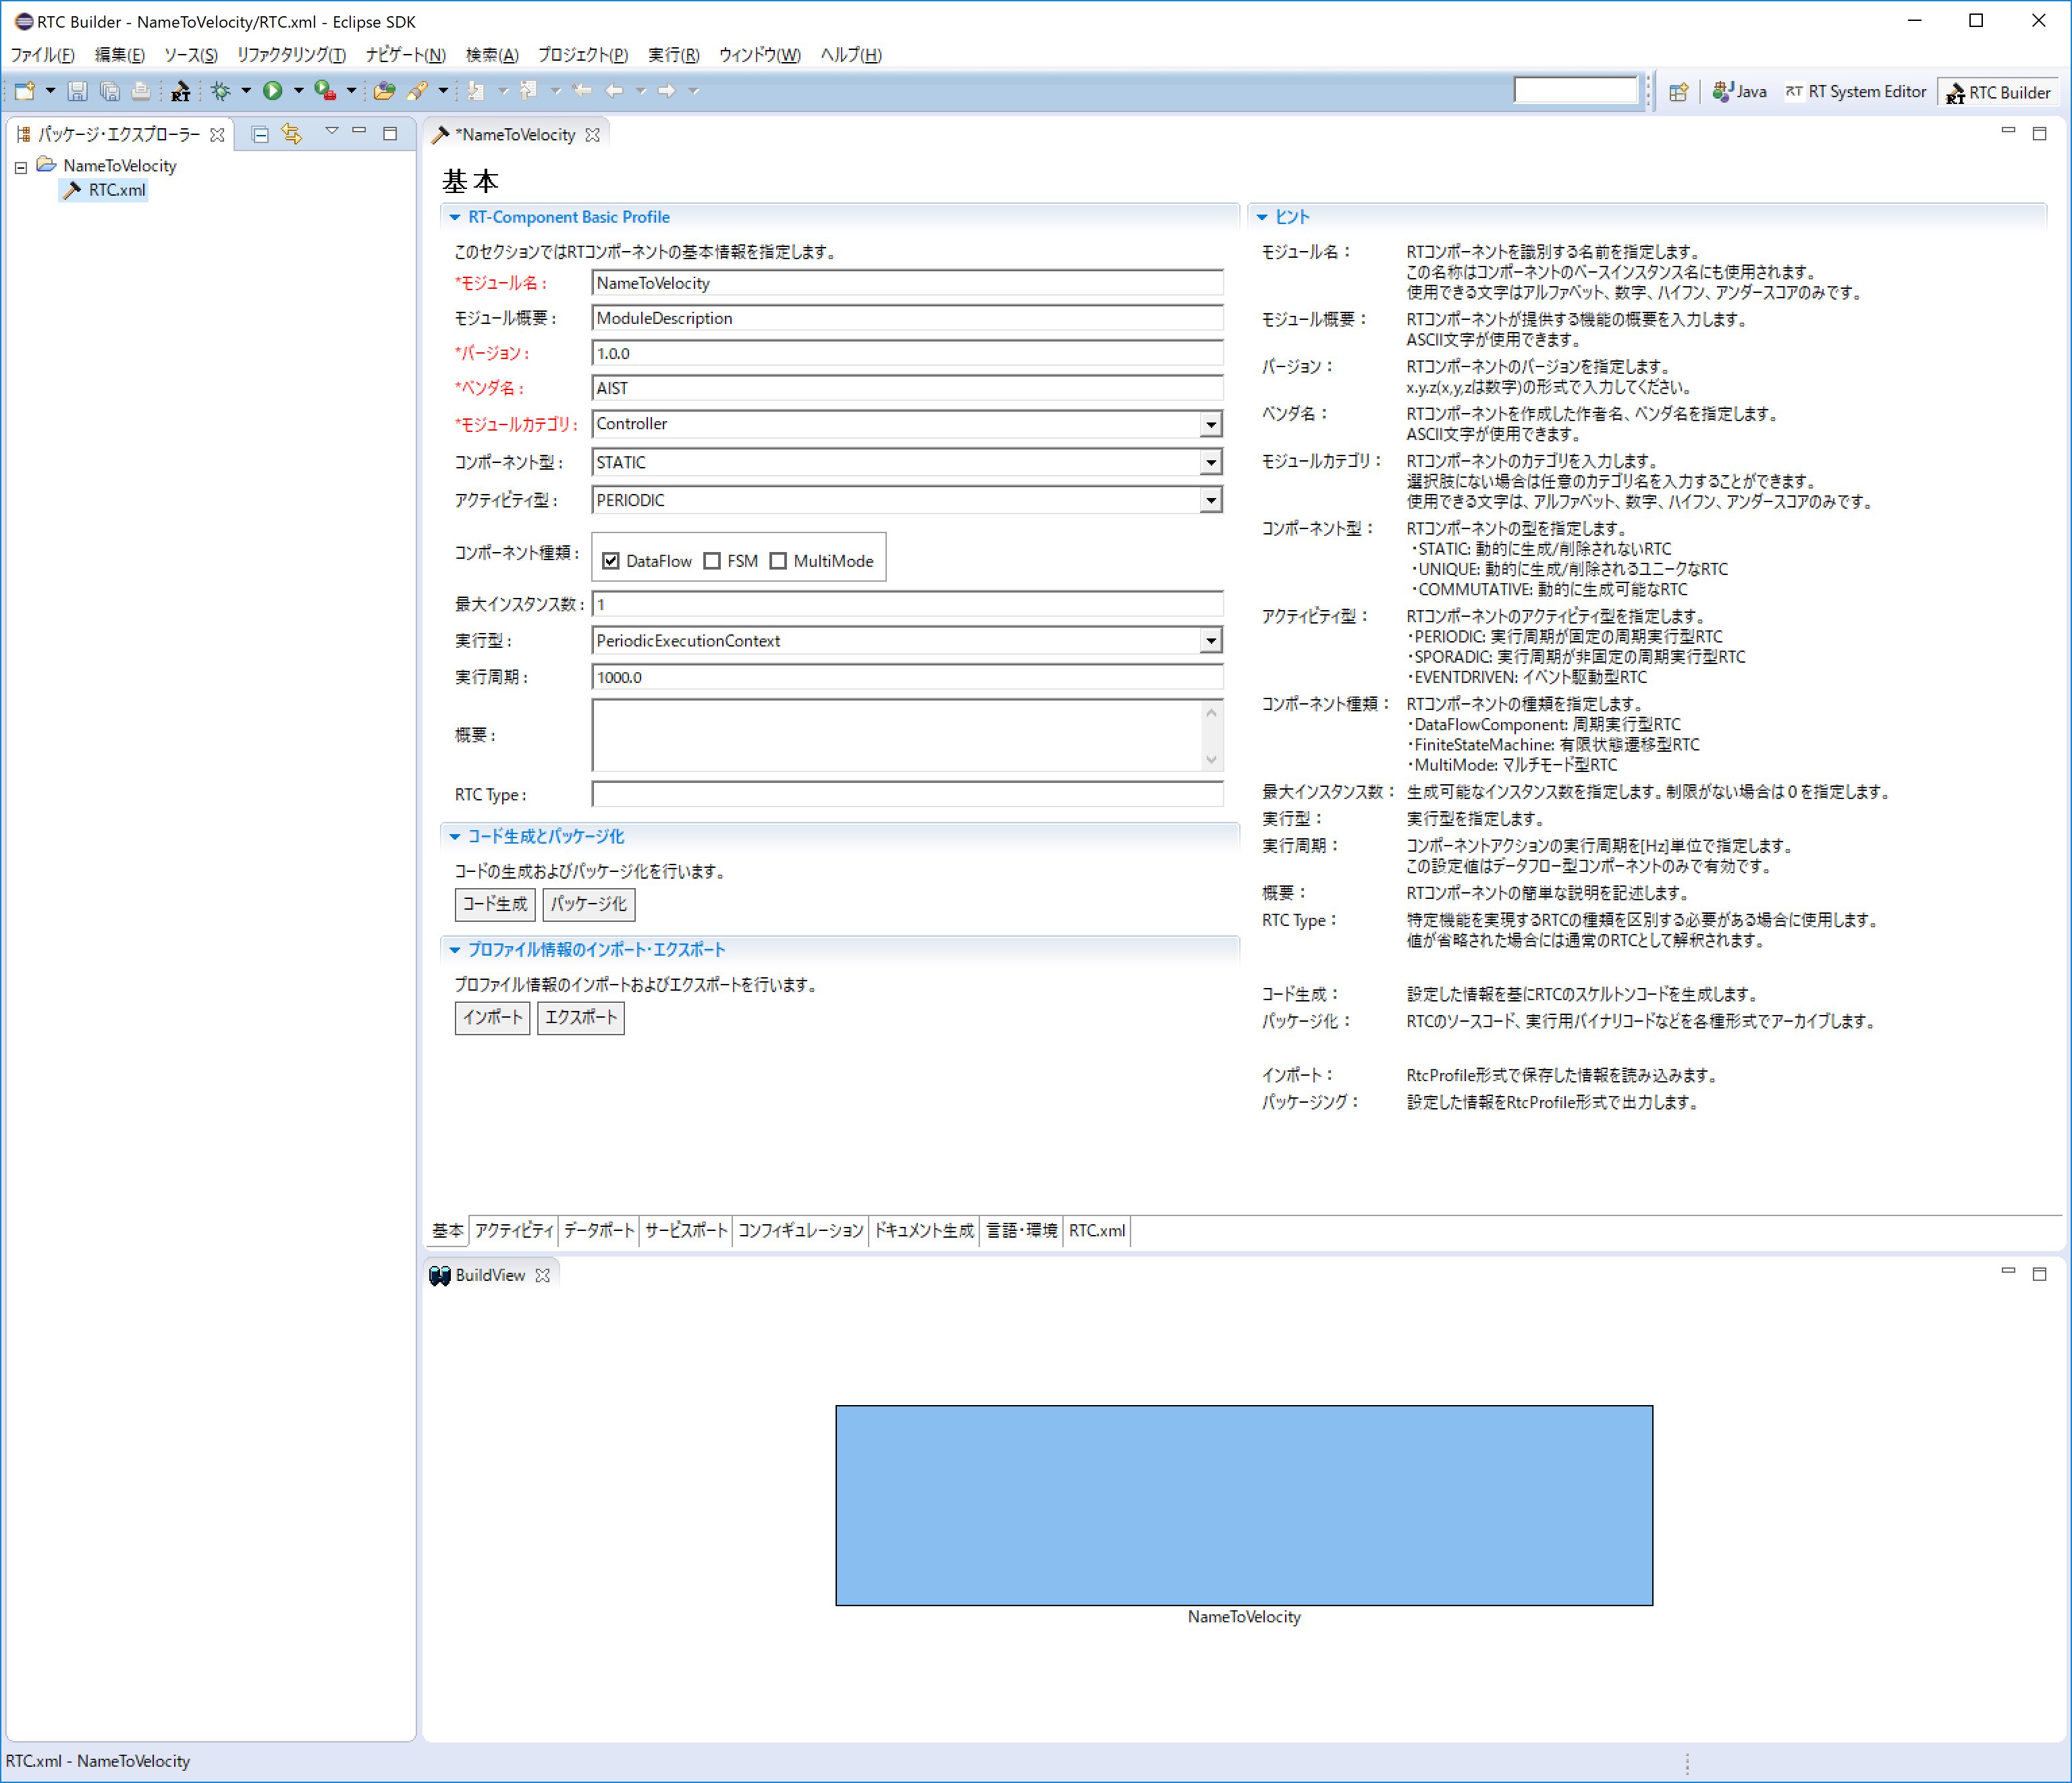 RTC Builder - NameToVelocity/RTC.xml - Eclipse SDK
ファイル(F) 編集(E) ソース(S) リファクタリング(T) ナビゲート(N) 検索(A) プロジェクト(P) 実行(R) ウィンドウ(W) ヘルプ(H)
Java RT System Editor RTC Builder
パッケージ・エクスプローラー
NameToVelocity
RTC.xml
*NameToVelocity
基本
RT-Component Basic Profile
このセクションではRTコンポーネントの基本情報を指定します。
*モジュール名： NameToVelocity
モジュール概要： ModuleDescription
*バージョン： 1.0.0
*ベンダ名： AIST
*モジュールカテゴリ： Controller
コンポーネント型： STATIC
アクティビティ型： PERIODIC
コンポーネント種類： DataFlow FSM MultiMode
最大インスタンス数： 1
実行型： PeriodicExecutionContext
実行周期： 1000.0
概要：
RTC Type：
コード生成とパッケージ化
コードの生成およびパッケージ化を行います。
コード生成 パッケージ化
プロファイル情報のインポート・エクスポート
プロファイル情報のインポートおよびエクスポートを行います。
インポート エクスポート
ヒント
モジュール名： RTコンポーネントを識別する名前を指定します。
この名称はコンポーネントのベースインスタンス名にも使用されます。
使用できる文字はアルファベット、数字、ハイフン、アンダースコアのみです。
モジュール概要： RTコンポーネントが提供する機能の概要を入力します。
ASCII文字が使用できます。
バージョン： RTコンポーネントのバージョンを指定します。
x.y.z(x,y,zは数字)の形式で入力してください。
ベンダ名： RTコンポーネントを作成した作者名、ベンダ名を指定します。
ASCII文字が使用できます。
モジュールカテゴリ： RTコンポーネントのカテゴリを入力します。
選択肢にない場合は任意のカテゴリ名を入力することができます。
使用できる文字は、アルファベット、数字、ハイフン、アンダースコアのみです。
コンポーネント型： RTコンポーネントの型を指定します。
・STATIC: 動的に生成/削除されないRTC
・UNIQUE: 動的に生成/削除されるユニークなRTC
・COMMUTATIVE: 動的に生成可能なRTC
アクティビティ型： RTコンポーネントのアクティビティ型を指定します。
・PERIODIC: 実行周期が固定の周期実行型RTC
・SPORADIC: 実行周期が非固定の周期実行型RTC
・EVENTDRIVEN: イベント駆動型RTC
コンポーネント種類： RTコンポーネントの種類を指定します。
・DataFlowComponent: 周期実行型RTC
・FiniteStateMachine: 有限状態遷移型RTC
・MultiMode: マルチモード型RTC
最大インスタンス数： 生成可能なインスタンス数を指定します。制限がない場合は０を指定します。
実行型： 実行型を指定します。
実行周期： コンポーネントアクションの実行周期を[Hz]単位で指定します。
この設定値はデータフロー型コンポーネントのみで有効です。
概要： RTコンポーネントの簡単な説明を記述します。
RTC Type： 特定機能を実現するRTCの種類を区別する必要がある場合に使用します。
値が省略された場合には通常のRTCとして解釈されます。
コード生成： 設定した情報を基にRTCのスケルトンコードを生成します。
パッケージ化： RTCのソースコード、実行用バイナリコードなどを各種形式でアーカイブします。
インポート： RtcProfile形式で保存した情報を読み込みます。
パッケージング： 設定した情報をRtcProfile形式で出力します。
基本 アクティビティ データポート サービスポート コンフィギュレーション ドキュメント生成 言語・環境 RTC.xml
BuildView
NameToVelocity
RTC.xml - NameToVelocity